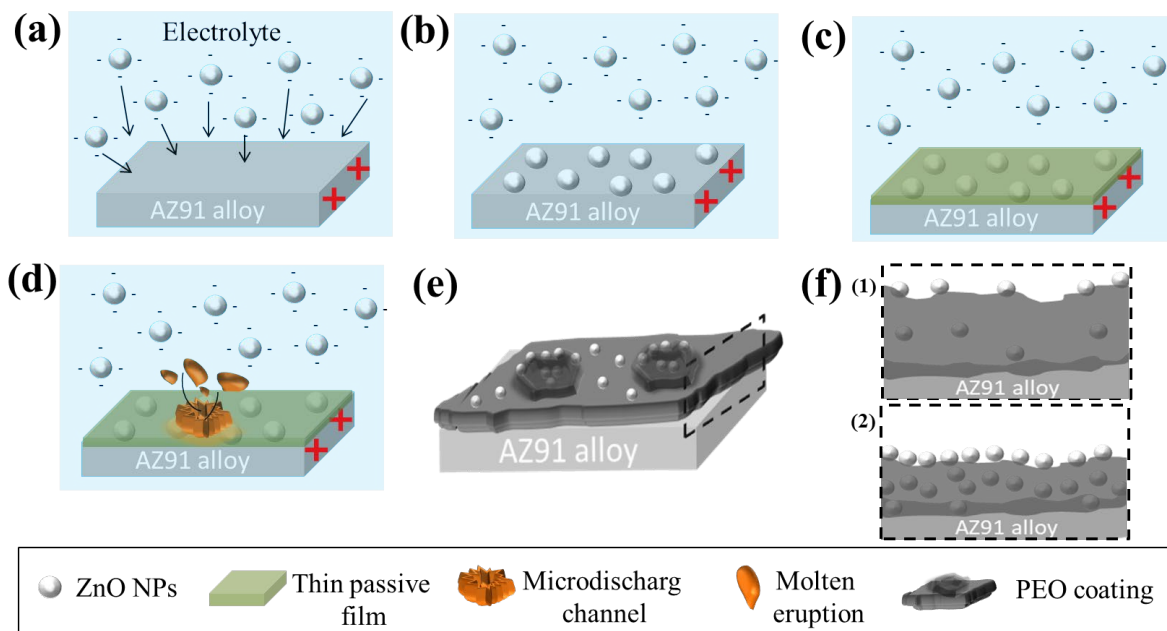 (a)
Electrolyte
AZ91 alloy
(b)
AZ91 alloy
(c)
AZ91 alloy
(d)
AZ91 alloy
(e)
AZ91 alloy
(f)
(1)
AZ91 alloy
(2)
AZ91 alloy
ZnO NPs
Thin passive
film
Microdischarg
channel
Molten
eruption
PEO coating